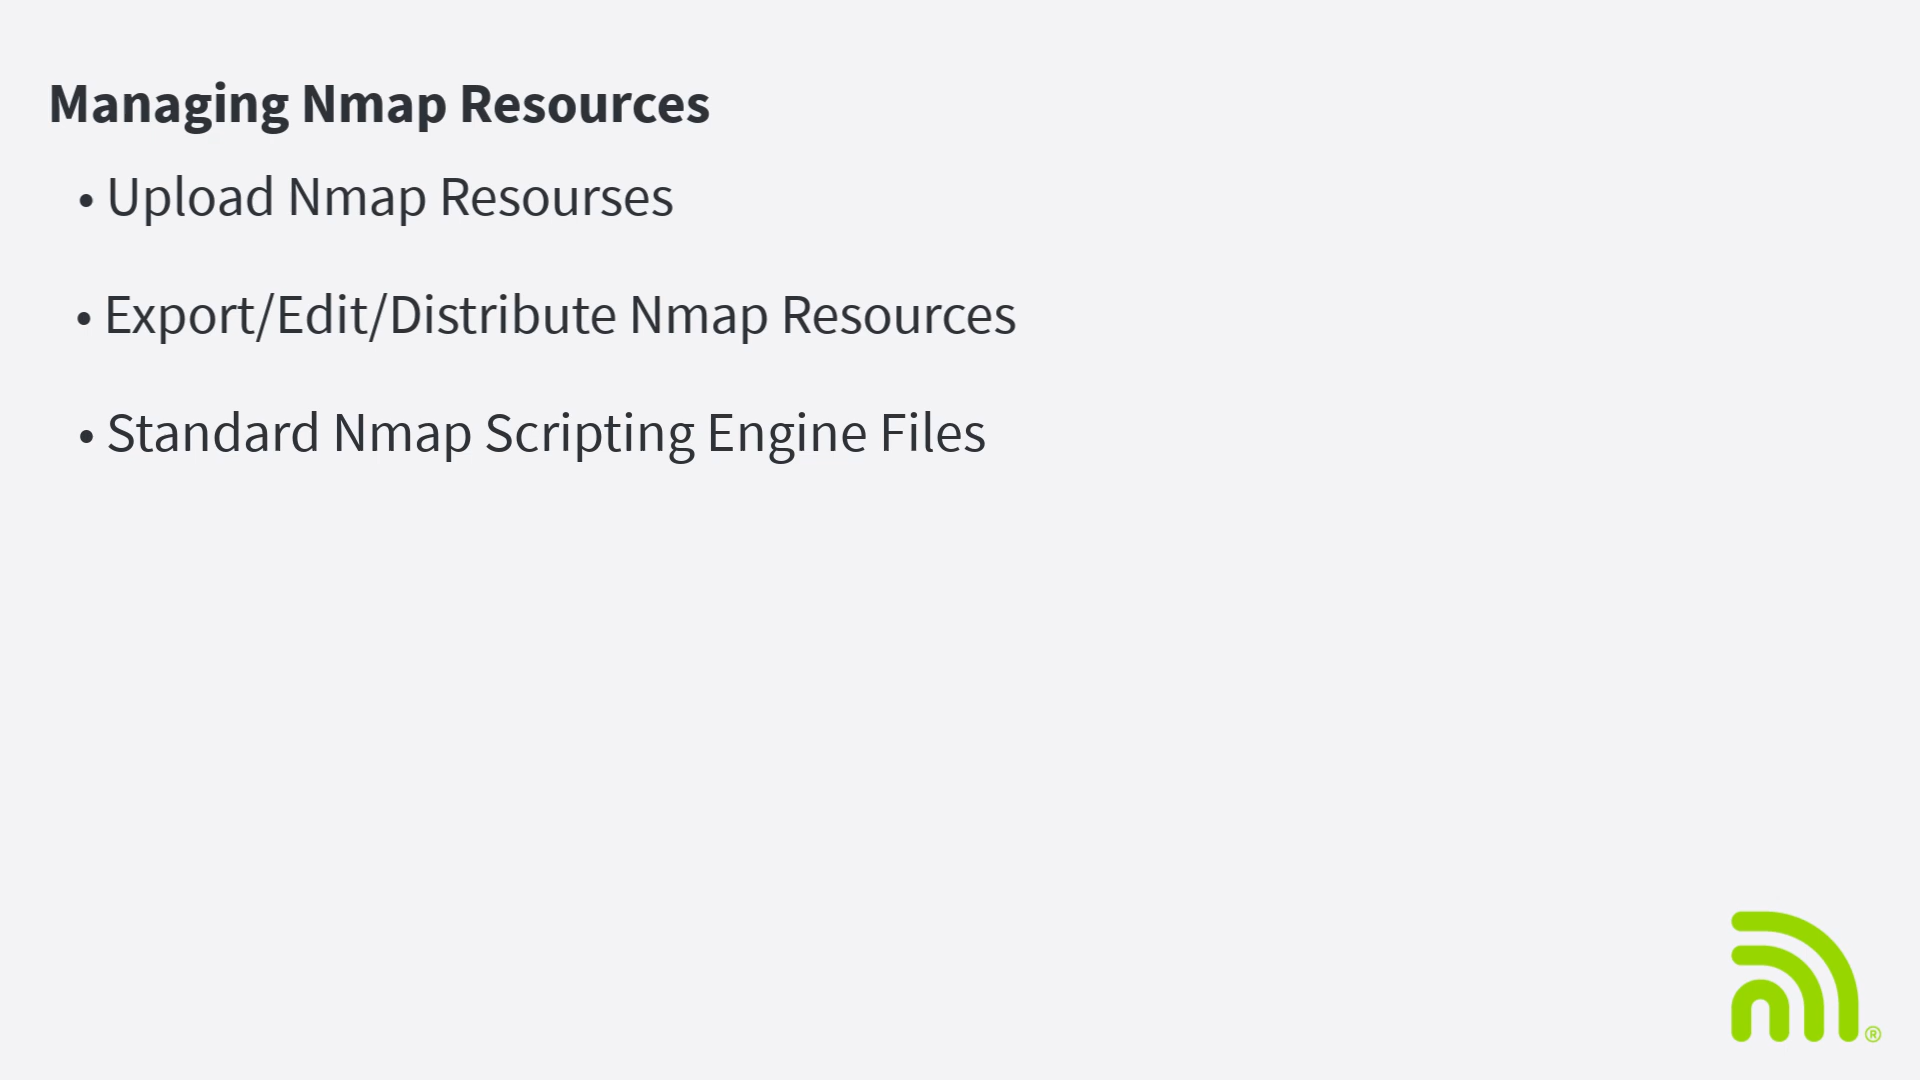 Managing Nmap Resources
• Upload Nmap Resourses
• Export/Edit/Distribute Nmap Resources
• Standard Nmap Scripting Engine Files
®